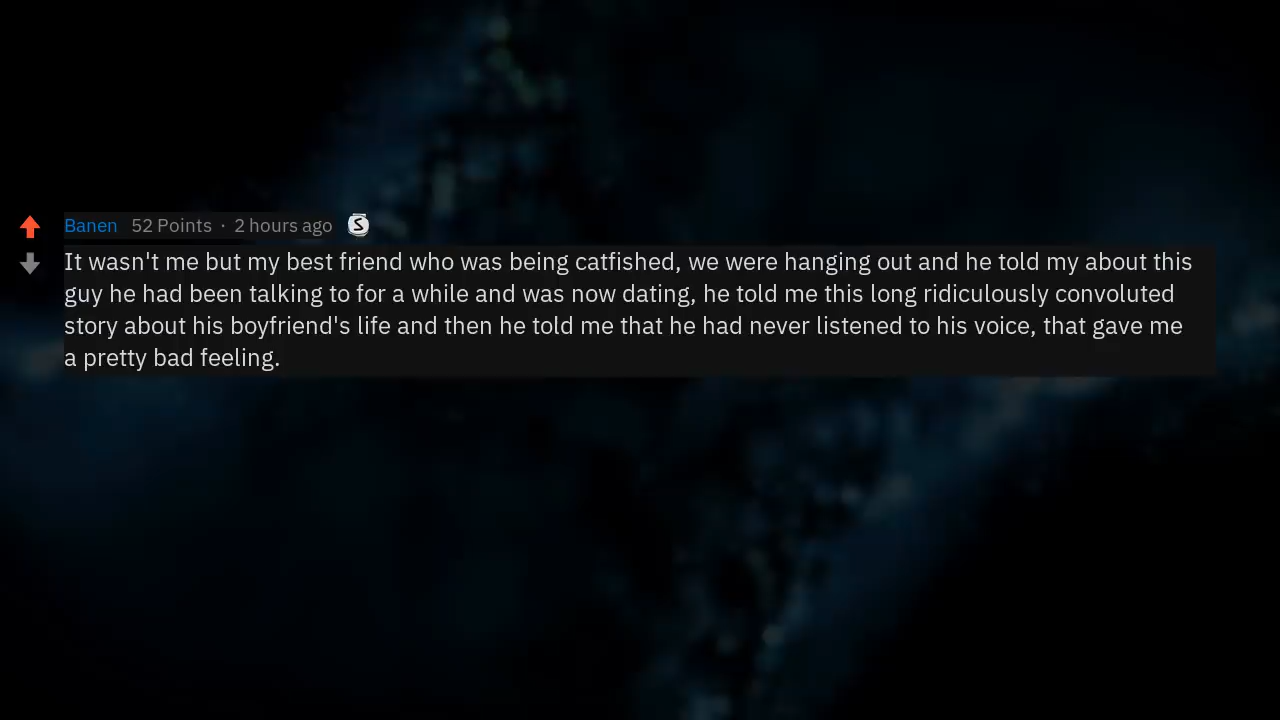 Banen 52 Points · 2 hours ago S
It wasn't me but my best friend who was being catfished, we were hanging out and he told my about this
guy he had been talking to for a while and was now dating, he told me this long ridiculously convoluted
story about his boyfriend's life and then he told me that he had never listened to his voice, that gave me
a pretty bad feeling.